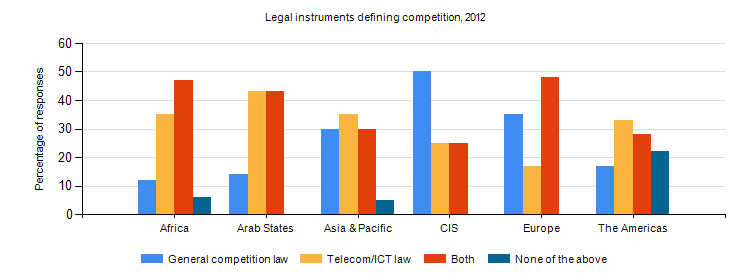 Legal instruments defining competition, 2012
Percentage of responses
60
50
40
30
20
10
0
Africa Arab States Asia & Pacific CIS Europe The Americas
General competition law Telecom/ICT law Both None of the above